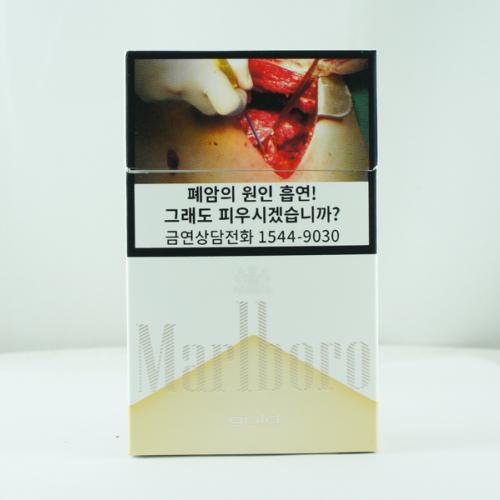 폐암의 원인 흡연!
그래도 피우시겠습니까?
금연상담전화 1544-9030
Marlboro
gold